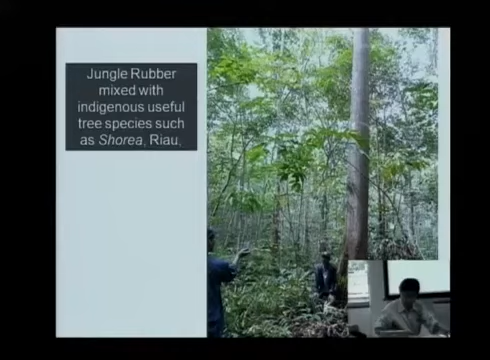 Jungle Rubber
mixed with
indigenous useful
tree species such
as Shorea, Riau.